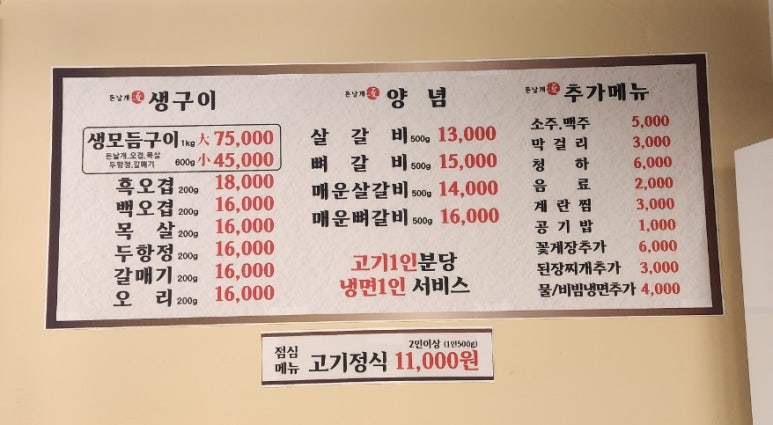 돈날개 생구이
생모듬구이 1kg 大 75,000
돈날개,오겹,목살
두항정,갈매기 600g 小 45,000
흑오겹 200g 18,000
백오겹 200g 16,000
목 살 200g 16,000
두항정 200g 16,000
갈매기 200g 16,000
오 리 200g 16,000
돈날개 양 념
살 갈 비 500g 13,000
뼈 갈 비 500g 15,000
매운살갈비 500g 14,000
매운뼈갈비 500g 16,000
고기1인분당
냉면1인 서비스
돈날개 추가메뉴
소주.맥주 5,000
막 걸 리 3,000
청 하 6,000
음 료 2,000
계 란 찜 3,000
공 기 밥 1,000
꽃게장추가 6,000
된장찌개추가 3,000
물/비빔냉면추가 4,000
점심
메뉴
2인이상 (1인500g)
고기정식 11,000원